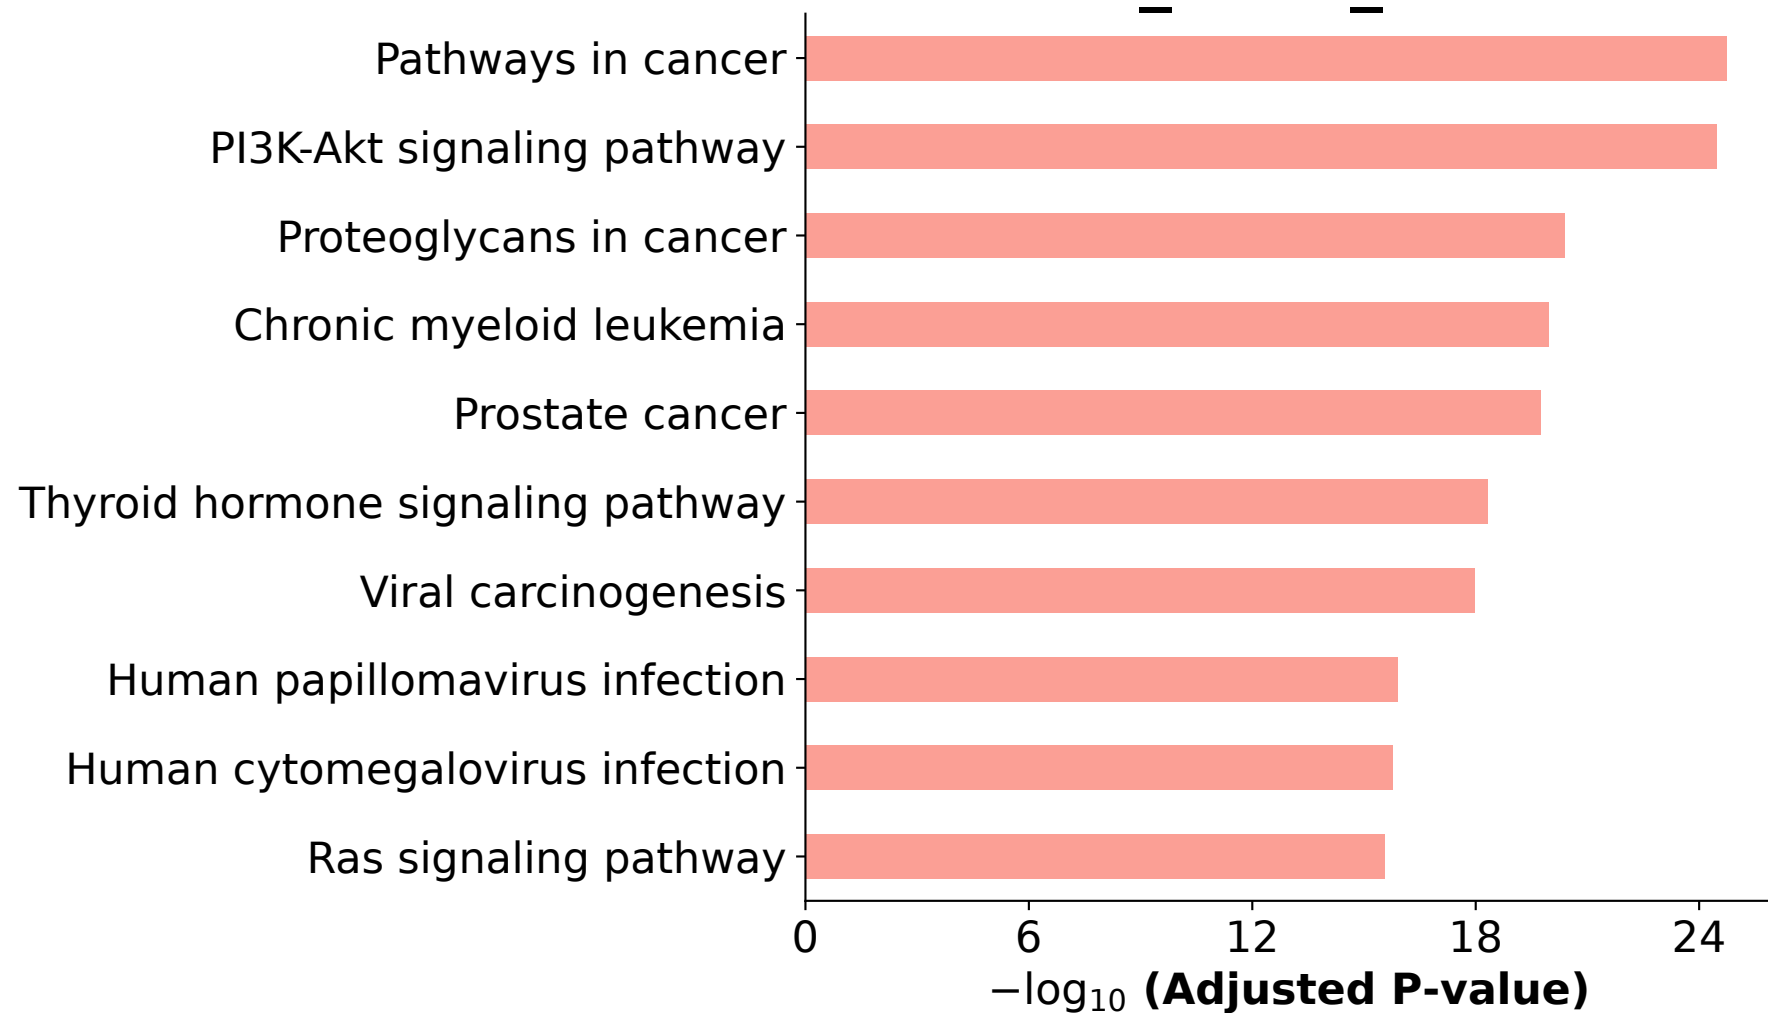 Pathways in cancer
PI3K-Akt signaling pathway
Proteoglycans in cancer
Chronic myeloid leukemia
Prostate cancer
Thyroid hormone signaling pathway
Viral carcinogenesis
Human papillomavirus infection
Human cytomegalovirus infection
Ras signaling pathway
0 6 12 18 24
−log₁₀ (Adjusted P-value)